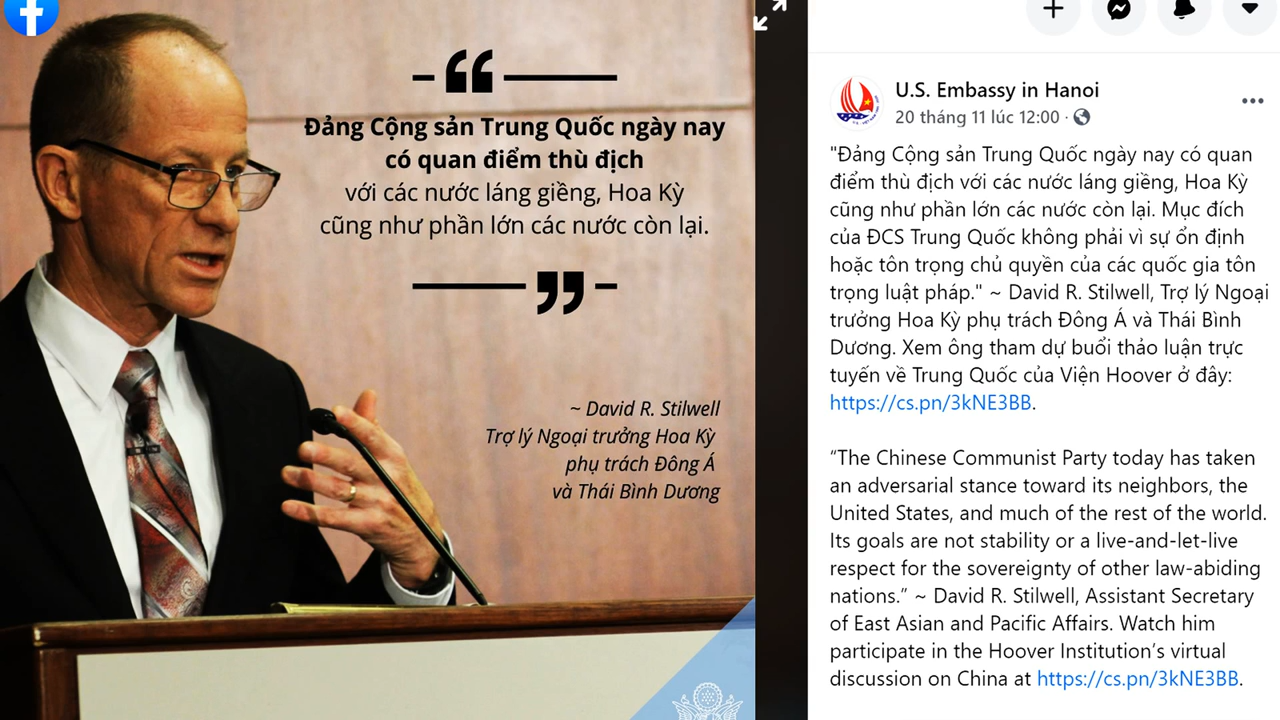 Đảng Cộng sản Trung Quốc ngày nay
có quan điểm thù địch
với các nước láng giềng, Hoa Kỳ
cũng như phần lớn các nước còn lại.
~ David R. Stilwell
Trợ lý Ngoại trưởng Hoa Kỳ
phụ trách Đông Á
và Thái Bình Dương
U.S. Embassy in Hanoi
20 tháng 11 lúc 12:00 ·
"Đảng Cộng sản Trung Quốc ngày nay có quan
điểm thù địch với các nước láng giềng, Hoa Kỳ
cũng như phần lớn các nước còn lại. Mục đích
của ĐCS Trung Quốc không phải vì sự ổn định
hoặc tôn trọng chủ quyền của các quốc gia tôn
trọng luật pháp." ~ David R. Stilwell, Trợ lý Ngoại
trưởng Hoa Kỳ phụ trách Đông Á và Thái Bình
Dương. Xem ông tham dự buổi thảo luận trực
tuyến về Trung Quốc của Viện Hoover ở đây:
https://cs.pn/3kNE3BB.
“The Chinese Communist Party today has taken
an adversarial stance toward its neighbors, the
United States, and much of the rest of the world.
Its goals are not stability or a live-and-let-live
respect for the sovereignty of other law-abiding
nations.” ~ David R. Stilwell, Assistant Secretary
of East Asian and Pacific Affairs. Watch him
participate in the Hoover Institution’s virtual
discussion on China at https://cs.pn/3kNE3BB.